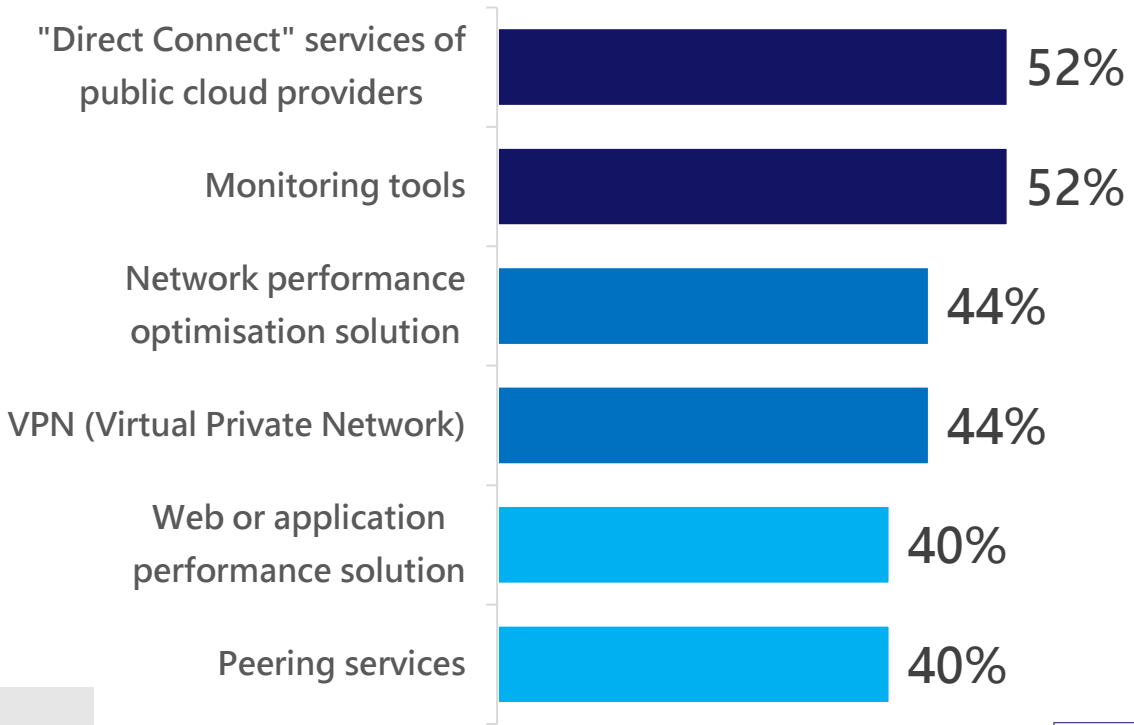 "Direct Connect" services of
public cloud providers
52%
Monitoring tools
52%
Network performance
optimisation solution
44%
VPN (Virtual Private Network)
44%
Web or application
performance solution
40%
Peering services
40%